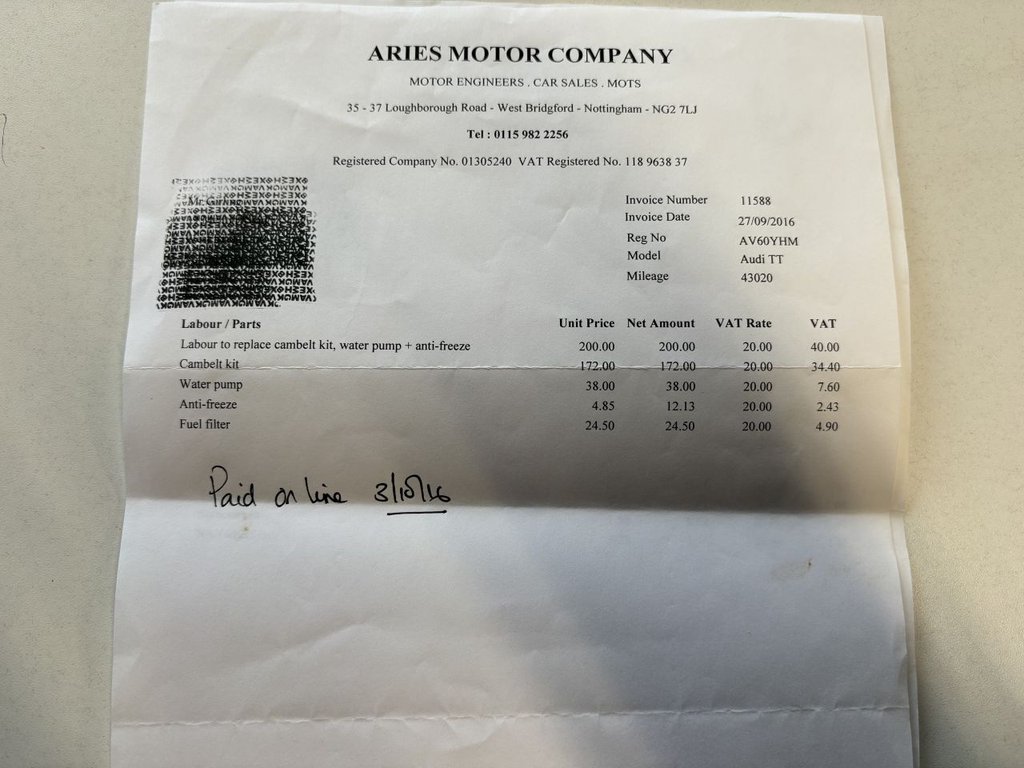 ARIES MOTOR COMPANY
MOTOR ENGINEERS . CAR SALES . MOTS
35 - 37 Loughborough Road - West Bridgford - Nottingham - NG2 7LJ
Tel : 0115 982 2256
Registered Company No. 01305240 VAT Registered No. 118 9638 37
Mr.
Invoice Number 11588
Invoice Date 27/09/2016
Reg No AV60YHM
Model Audi TT
Mileage 43020
Labour / Parts Unit Price Net Amount VAT Rate VAT
Labour to replace cambelt kit, water pump + anti-freeze 200.00 200.00 20.00 40.00
Cambelt kit 172.00 172.00 20.00 34.40
Water pump 38.00 38.00 20.00 7.60
Anti-freeze 4.85 12.13 20.00 2.43
Fuel filter 24.50 24.50 20.00 4.90
Paid on line 3/10/16